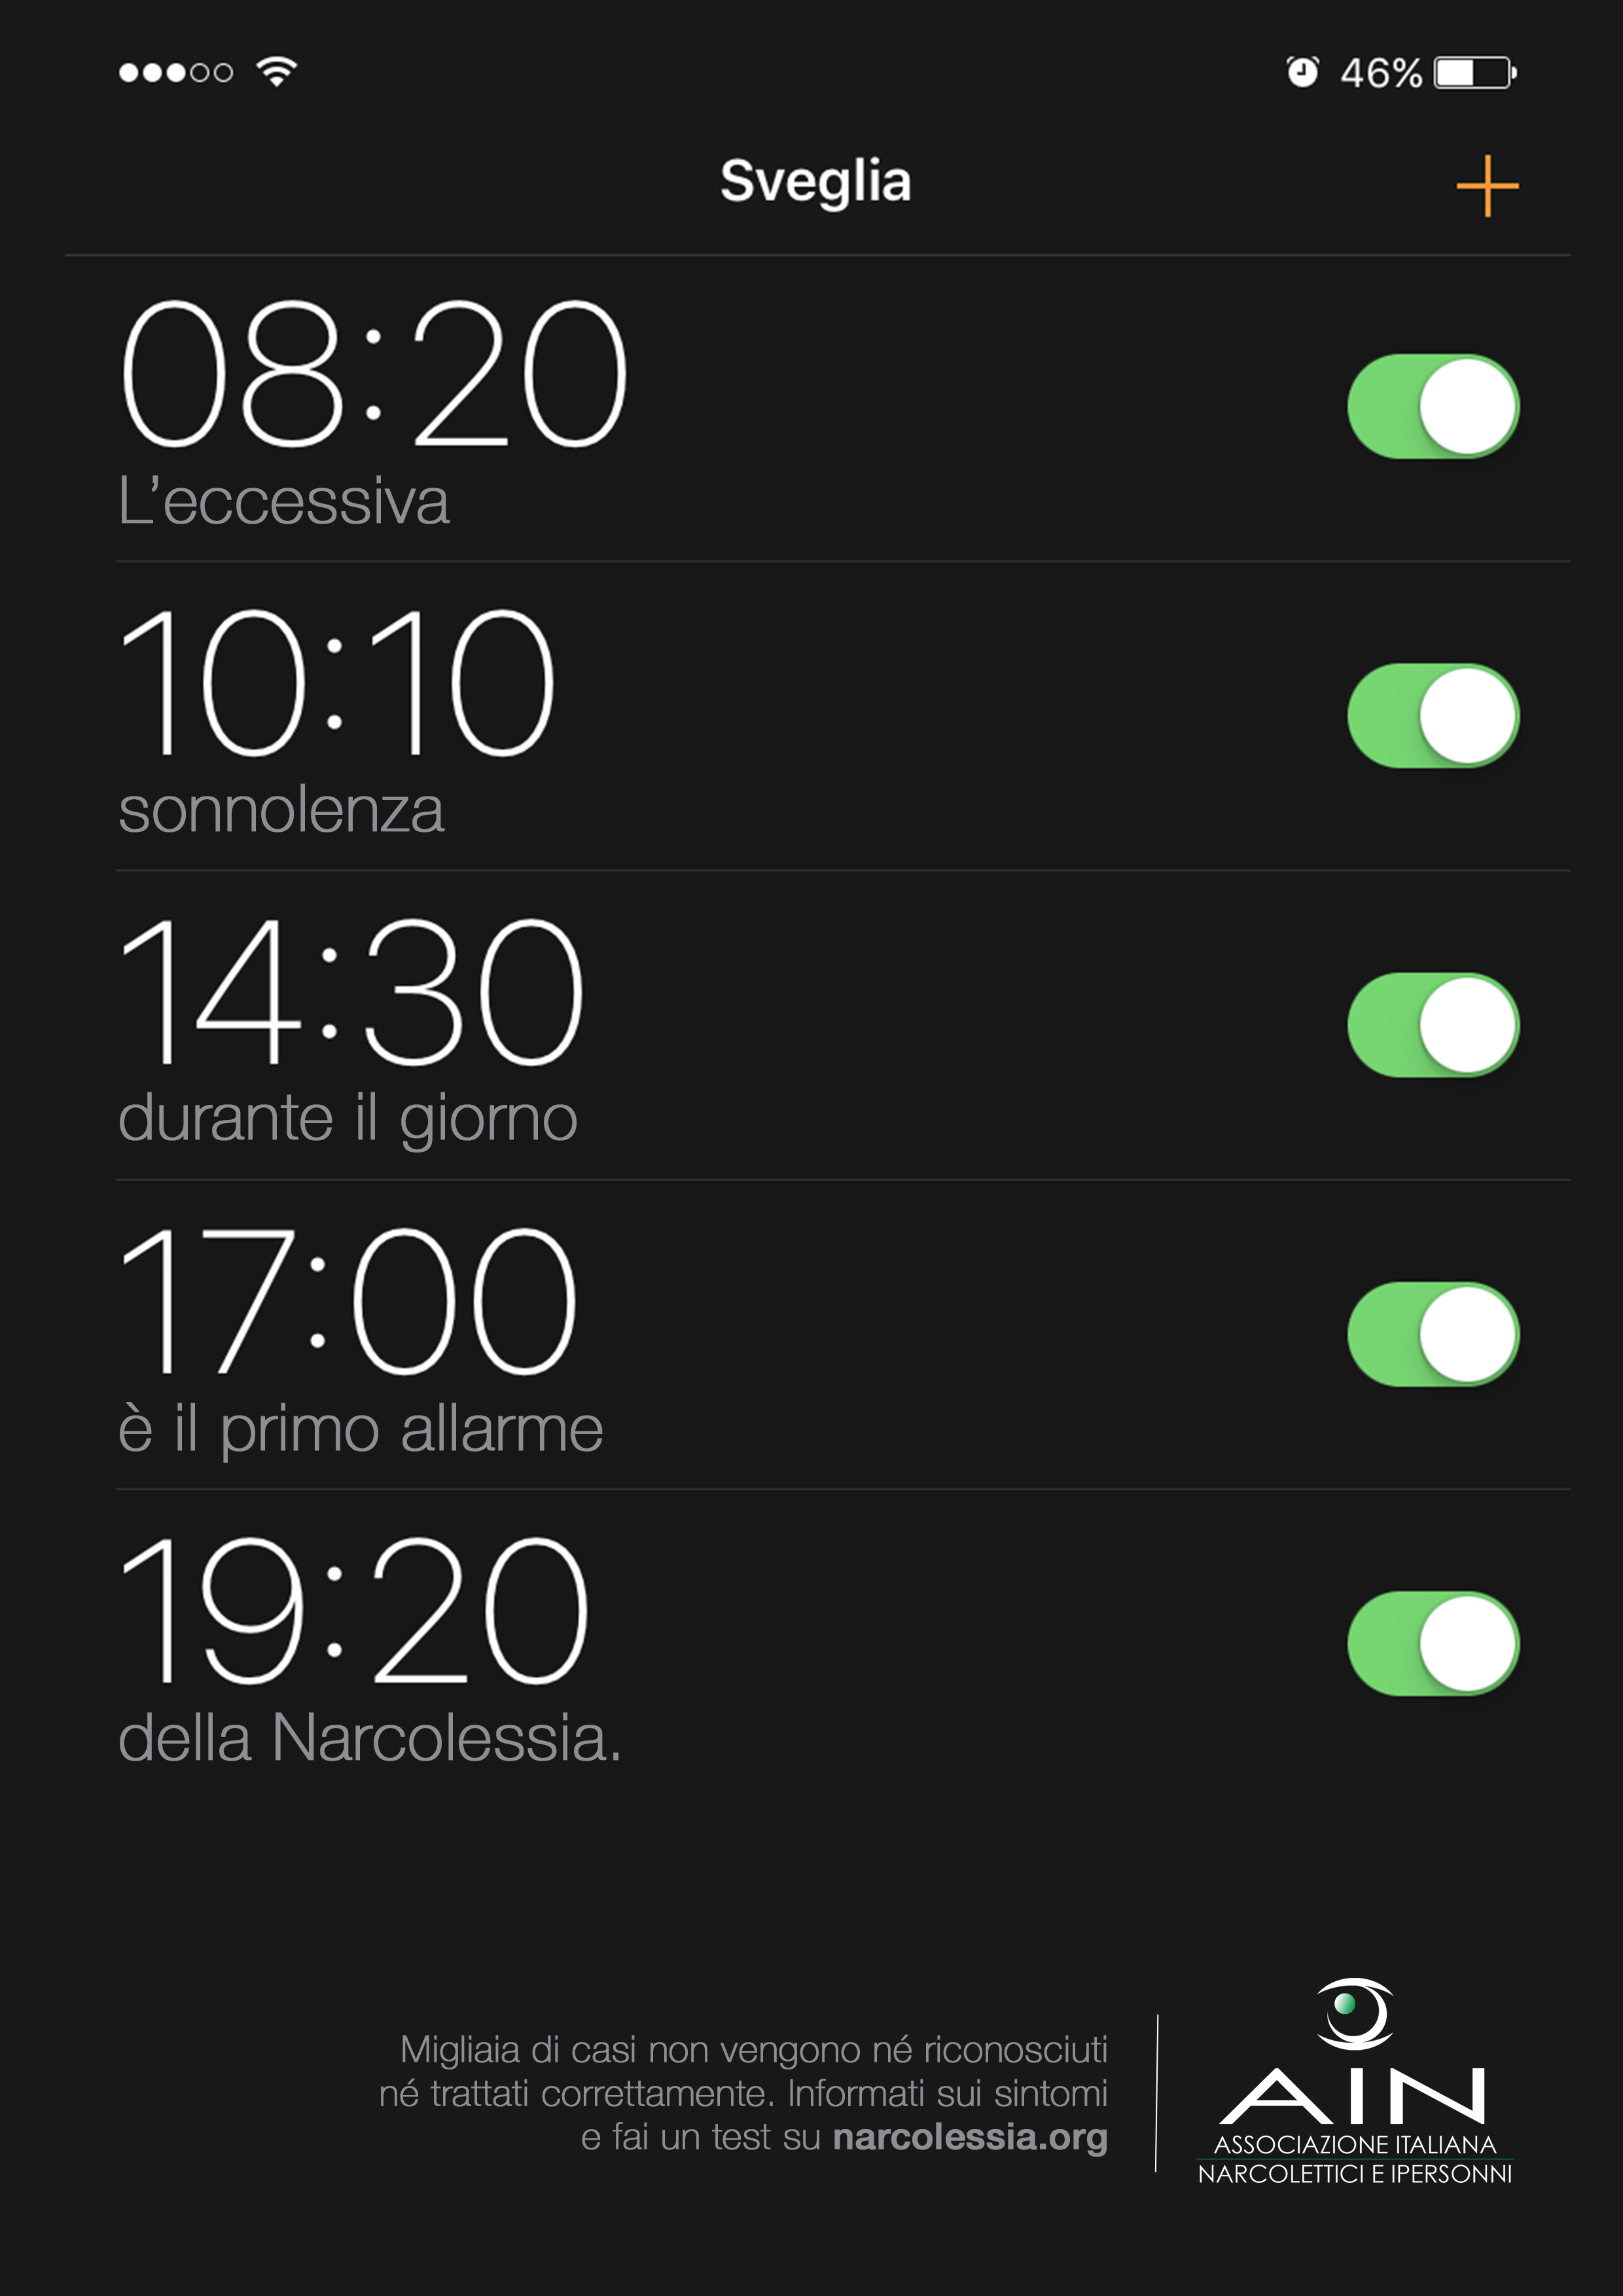 46%
Sveglia
08:20
L’eccessiva
10:10
sonnolenza
14:30
durante il giorno
17:00
è il primo allarme
19:20
della Narcolessia.
Migliaia di casi non vengono né riconosciuti
né trattati correttamente. Informati sui sintomi
e fai un test su narcolessia.org
AIN
ASSOCIAZIONE ITALIANA
NARCOLETTICI E IPERSONNI